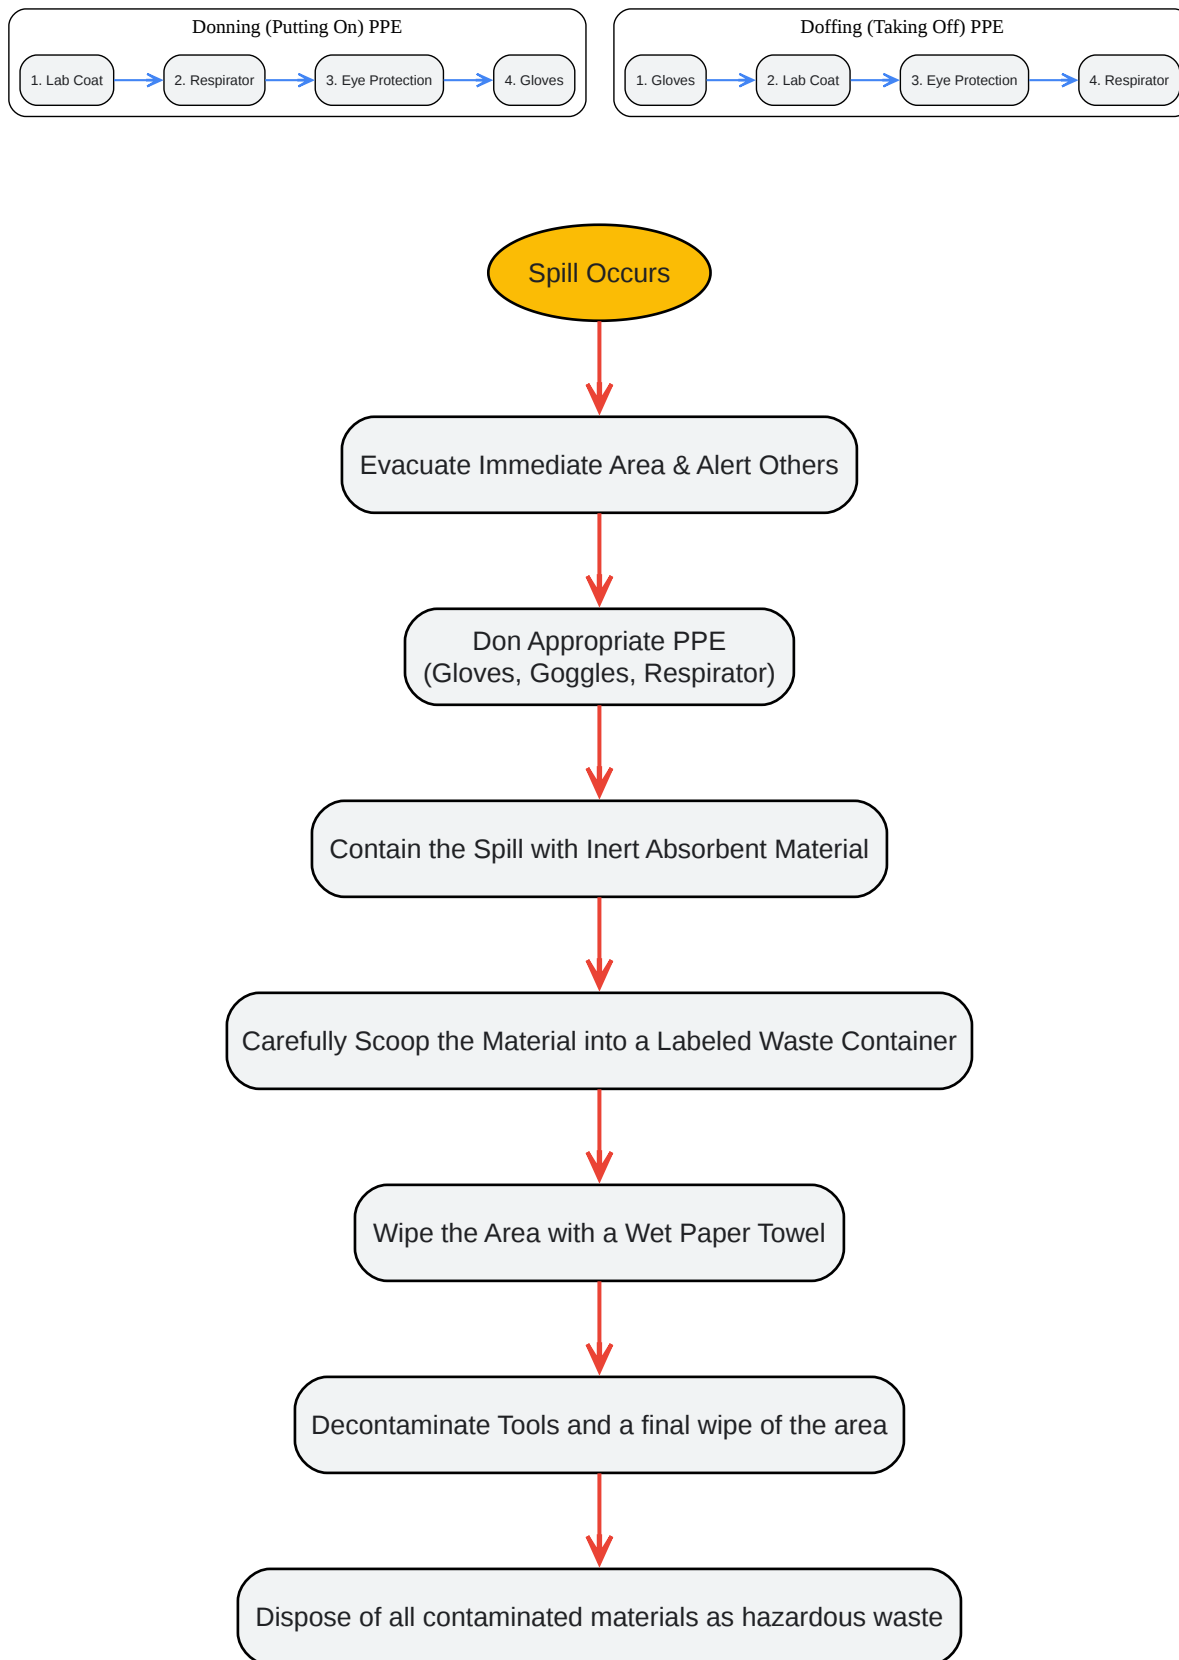 Donning (Putting On) PPE
1. Lab Coat
2. Respirator
3. Eye Protection
4. Gloves
Doffing (Taking Off) PPE
1. Gloves
2. Lab Coat
3. Eye Protection
4. Respirator
Spill Occurs
Evacuate Immediate Area & Alert Others
Don Appropriate PPE
(Gloves, Goggles, Respirator)
Contain the Spill with Inert Absorbent Material
Carefully Scoop the Material into a Labeled Waste Container
Wipe the Area with a Wet Paper Towel
Decontaminate Tools and a final wipe of the area
Dispose of all contaminated materials as hazardous waste